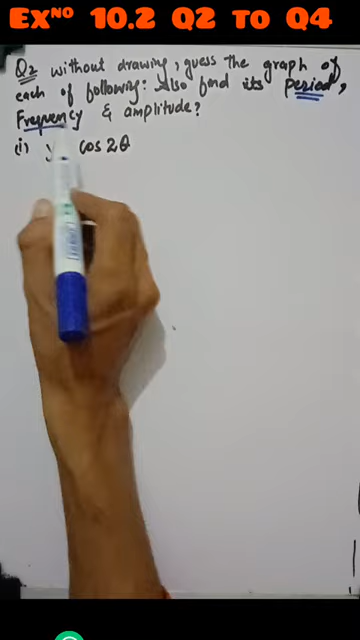 Exᴺᴼ 10.2 Q2 TO Q4
Q2 without drawing, guess the graph of
each of following: Also find its period,
Frequency & amplitude?
(i) y cos 2θ